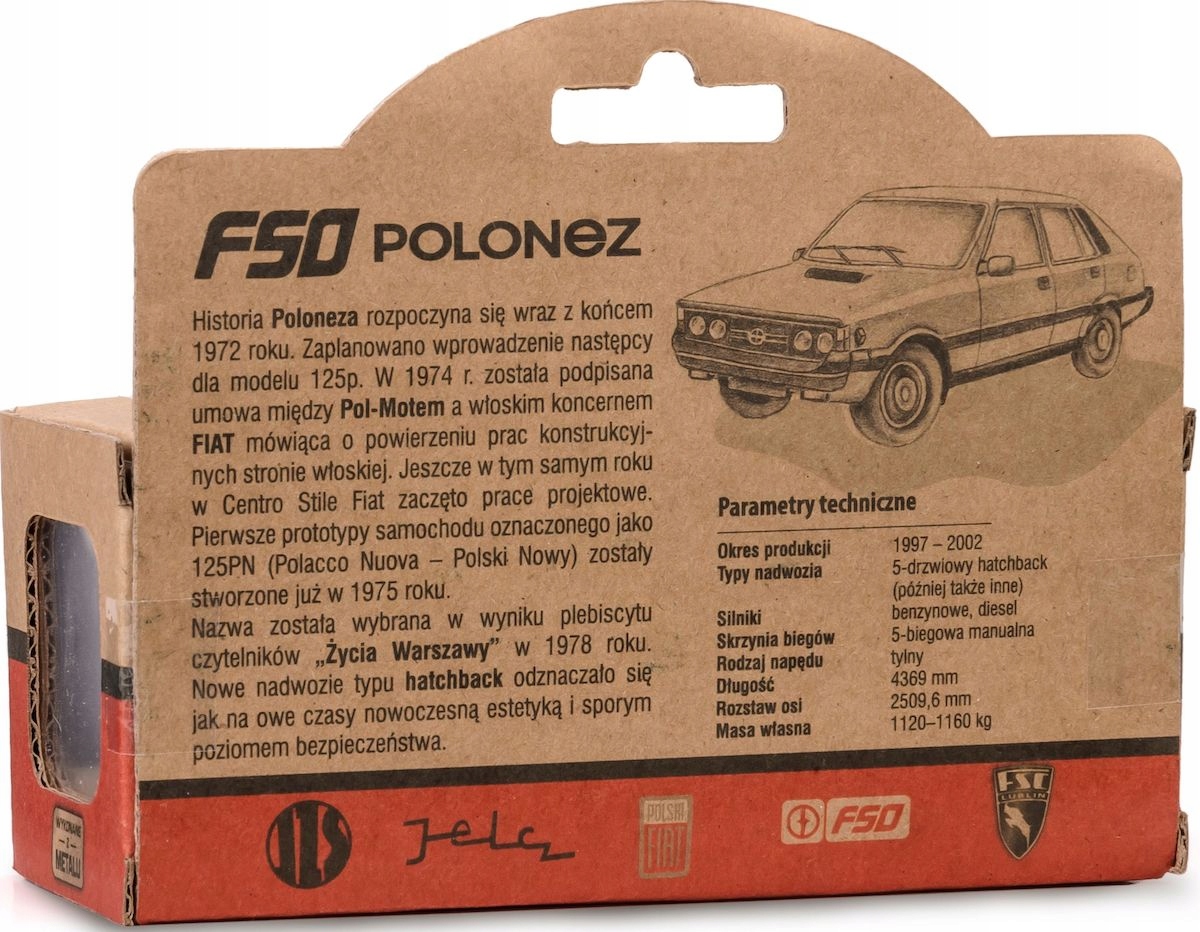 FSO POLONEZ
Historia Poloneza rozpoczyna się wraz z końcem
1972 roku. Zaplanowano wprowadzenie następcy
dla modelu 125p. W 1974 r. została podpisana
umowa między Pol-Motem a włoskim koncernem
FIAT mówiąca o powierzeniu prac konstrukcyj-
nych stronie włoskiej. Jeszcze w tym samym roku
w Centro Stile Fiat zaczęto prace projektowe.
Pierwsze prototypy samochodu oznaczonego jako
125PN (Polacco Nuova – Polski Nowy) zostały
stworzone już w 1975 roku.
Nazwa została wybrana w wyniku plebiscytu
czytelników „Życia Warszawy” w 1978 roku.
Nowe nadwozie typu hatchback odznaczało się
jak na owe czasy nowoczesną estetyką i sporym
poziomem bezpieczeństwa.
Parametry techniczne
Okres produkcji 1997 – 2002
Typy nadwozia 5-drzwiowy hatchback
(później także inne)
Silniki benzynowe, diesel
Skrzynia biegów 5-biegowa manualna
Rodzaj napędu tylny
Długość 4369 mm
Rozstaw osi 2509,6 mm
Masa własna 1120–1160 kg
WYKONANE
Z
METALU
Jelcz
POLSKI
FIAT
FSO
FSC
LUBLIN